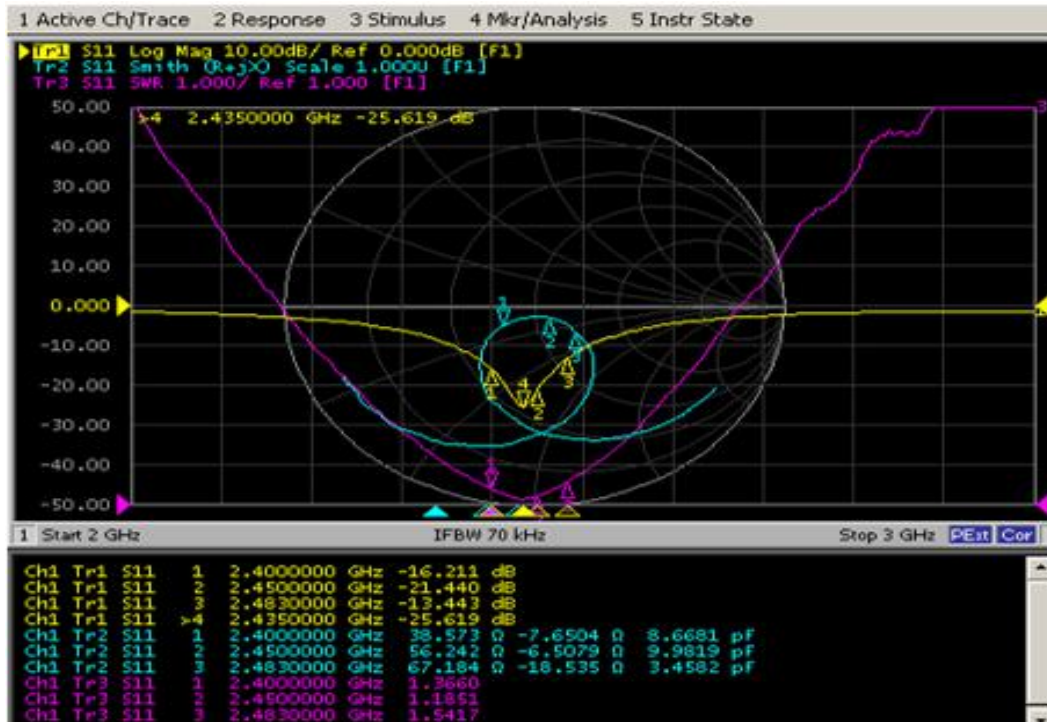 1 Active Ch/Trace 2 Response 3 Stimulus 4 Mkr/Analysis 5 Instr State
Tr1 S11 Log Mag 10.00dB/ Ref 0.000dB [F1]
Tr2 S11 Smith (R+jX) Scale 1.000U [F1]
Tr3 S11 SWR 1.000/ Ref 1.000 [F1]
50.00
>4 2.4350000 GHz -25.619 dB
40.00
30.00
20.00
10.00
0.000
-10.00
-20.00
-30.00
-40.00
-50.00
1 Start 2 GHz IFBW 70 kHz Stop 3 GHz PExt Cor
Ch1 Tr1 S11 1 2.4000000 GHz -16.211 dB
Ch1 Tr1 S11 2 2.4500000 GHz -21.440 dB
Ch1 Tr1 S11 3 2.4830000 GHz -13.443 dB
Ch1 Tr1 S11 >4 2.4350000 GHz -25.619 dB
Ch1 Tr2 S11 1 2.4000000 GHz 38.573 Ω -7.6504 Ω 8.6681 pF
Ch1 Tr2 S11 2 2.4500000 GHz 56.242 Ω -6.5079 Ω 9.9819 pF
Ch1 Tr2 S11 3 2.4830000 GHz 67.184 Ω -18.535 Ω 3.4582 pF
Ch1 Tr3 S11 1 2.4000000 GHz 1.3660
Ch1 Tr3 S11 2 2.4500000 GHz 1.1851
Ch1 Tr3 S11 3 2.4830000 GHz 1.5417